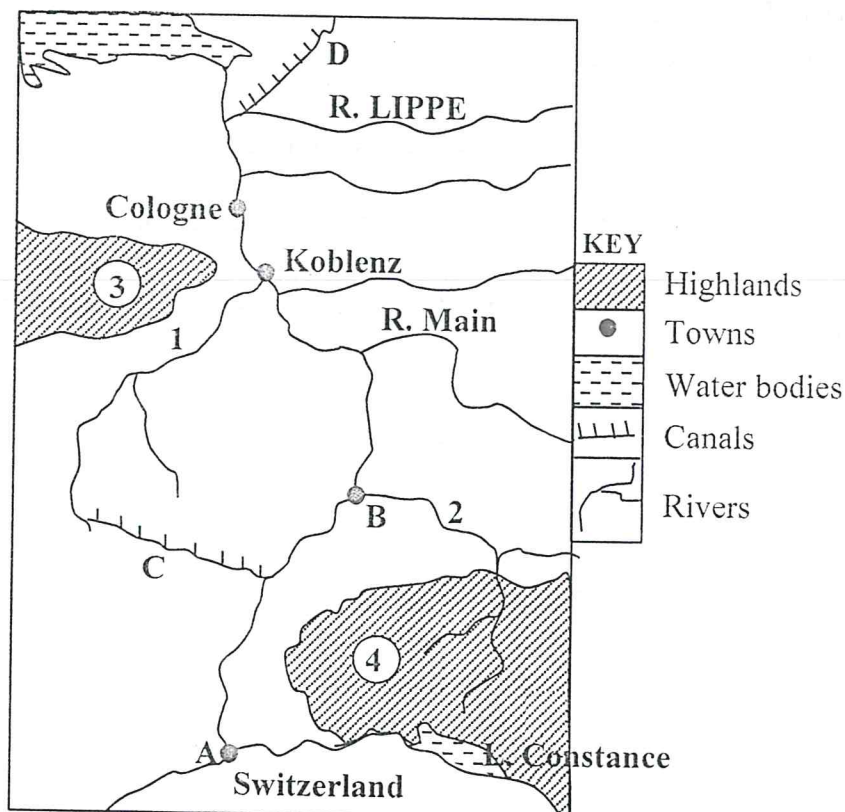 D
R. LIPPE
Cologne
Koblenz
3
1
R. Main
B
2
C
4
A
L. Constance
Switzerland
KEY
Highlands
Towns
Water bodies
Canals
Rivers